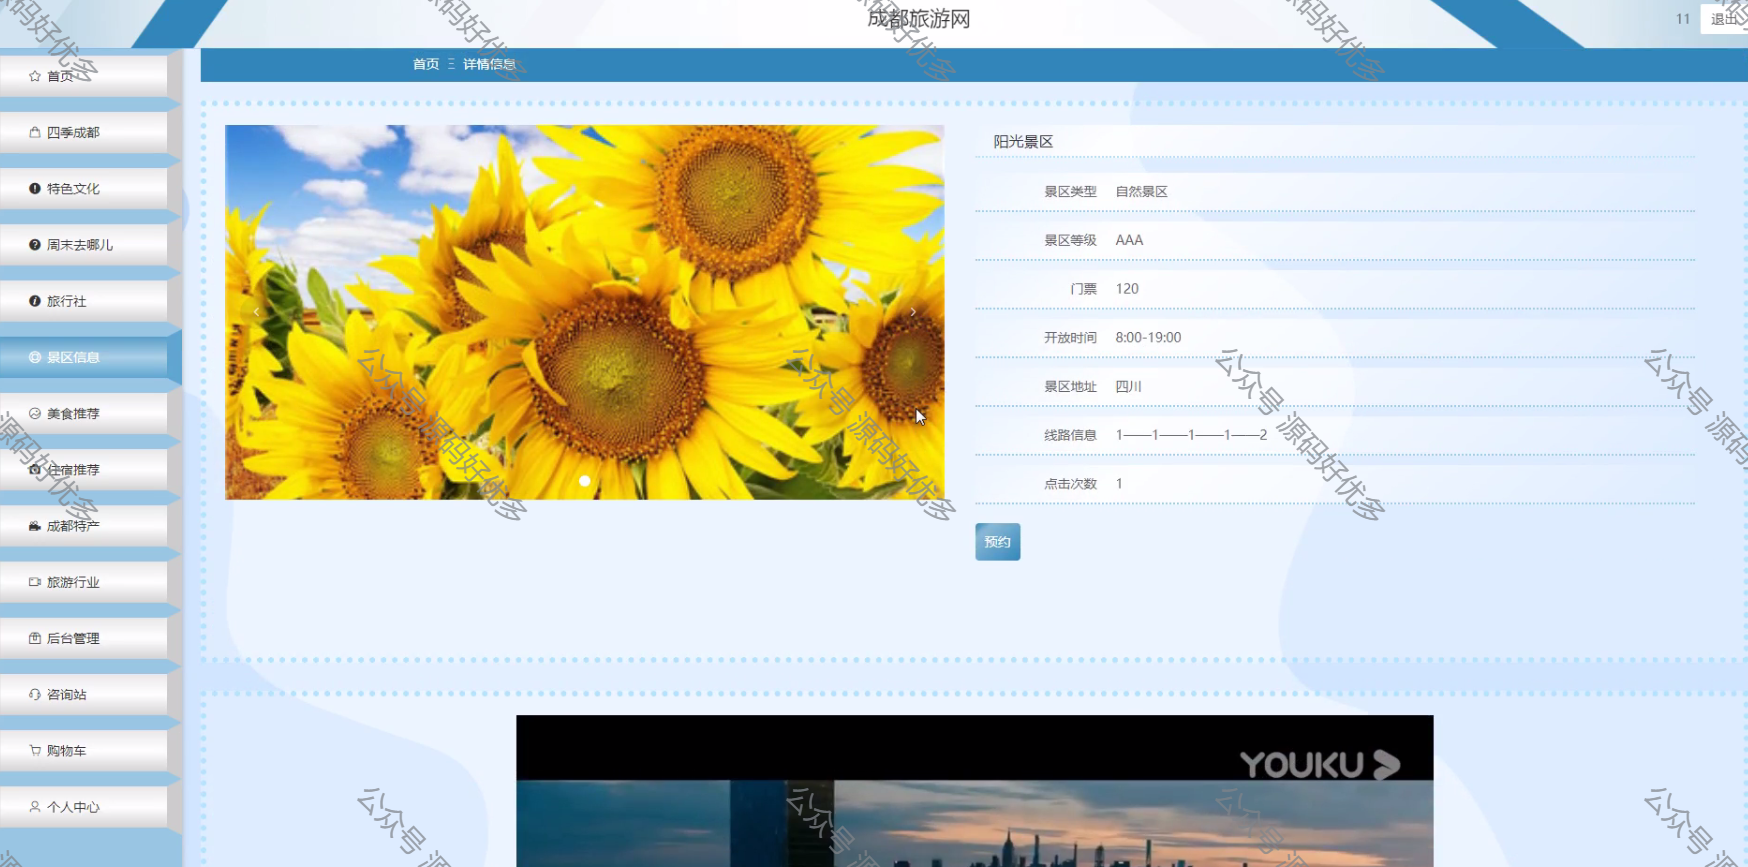 成都旅游网
11 退出
首页 详情信息
首页
四季成都
特色文化
周末去哪儿
旅行社
景区信息
美食推荐
住宿推荐
成都特产
旅游行业
后台管理
咨询站
购物车
个人中心
阳光景区
景区类型 自然景区
景区等级 AAA
门票 120
开放时间 8:00-19:00
景区地址 四川
线路信息 1——1——1——1——2
点击次数 1
预约
YOUKU
公众号 源码好优多